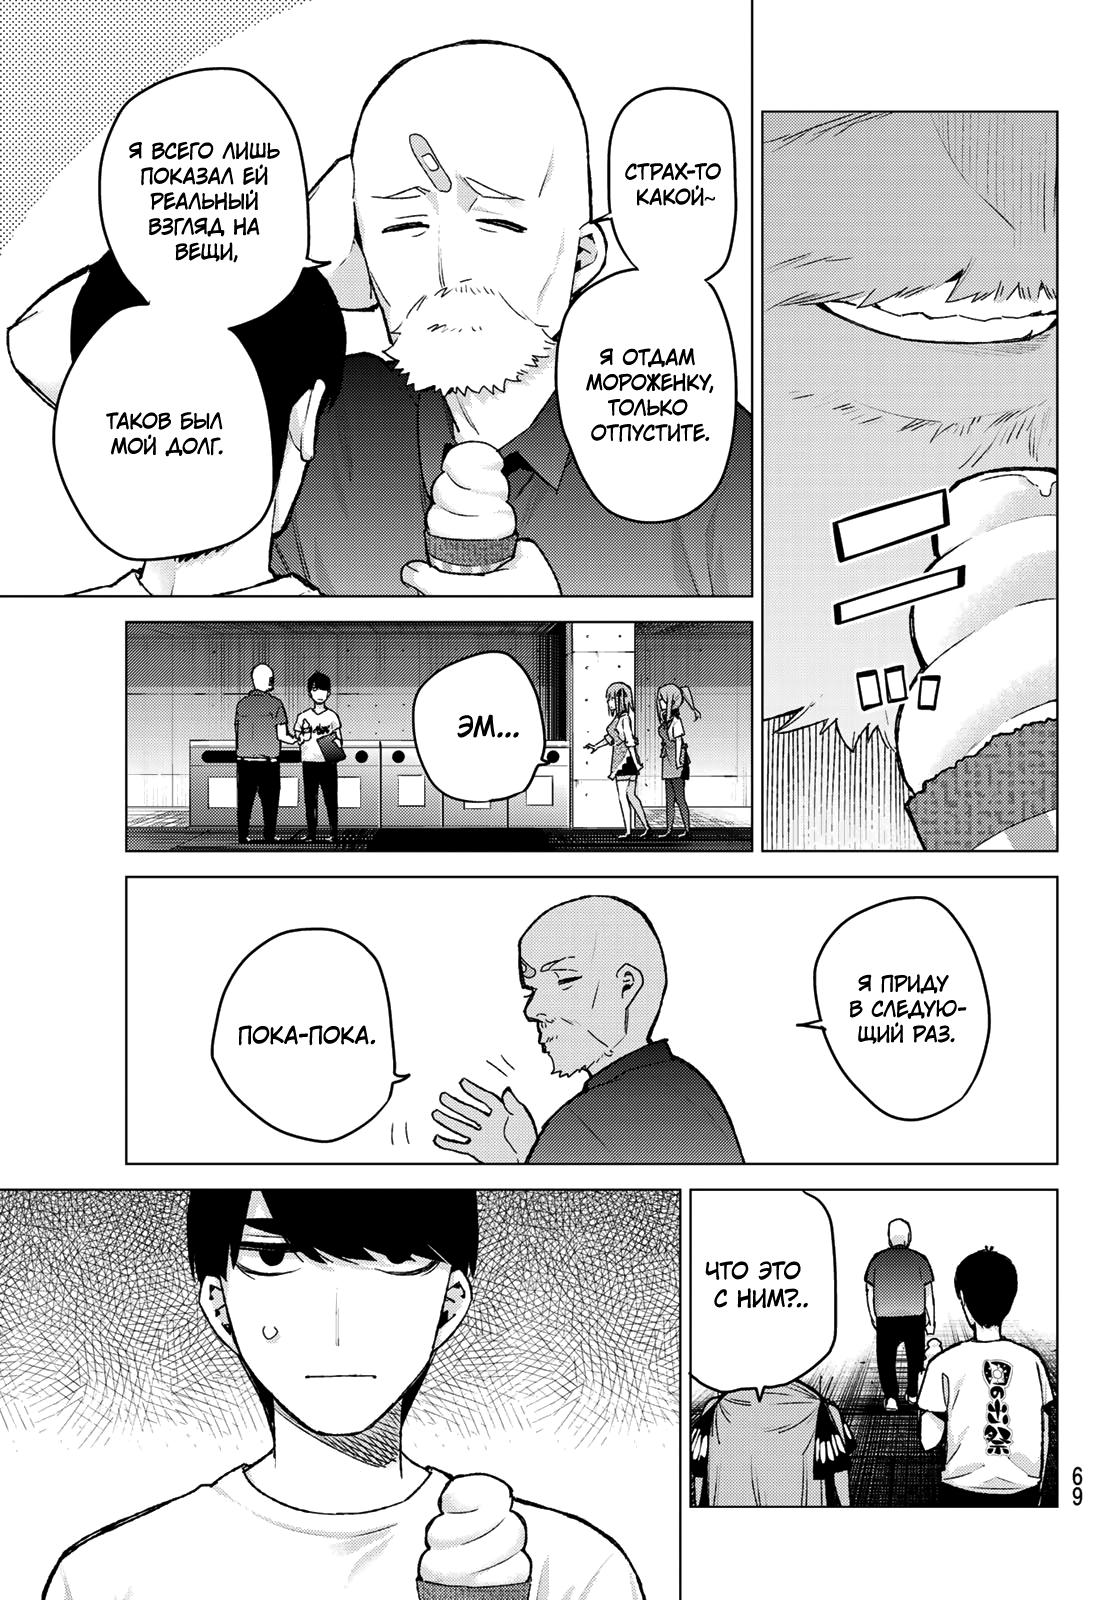 СТРАХ-ТО
КАКОЙ~
Я ОТДАМ
МОРОЖЕНКУ,
ТОЛЬКО
ОТПУСТИТЕ.
Я ВСЕГО ЛИШЬ
ПОКАЗАЛ ЕЙ
РЕАЛЬНЫЙ
ВЗГЛЯД НА
ВЕЩИ,
ТАКОВ БЫЛ
МОЙ ДОЛГ.
ЭМ...
Я ПРИДУ
В СЛЕДУЮ-
ЩИЙ РАЗ.
ПОКА-ПОКА.
ЧТО ЭТО
С НИМ?..
69